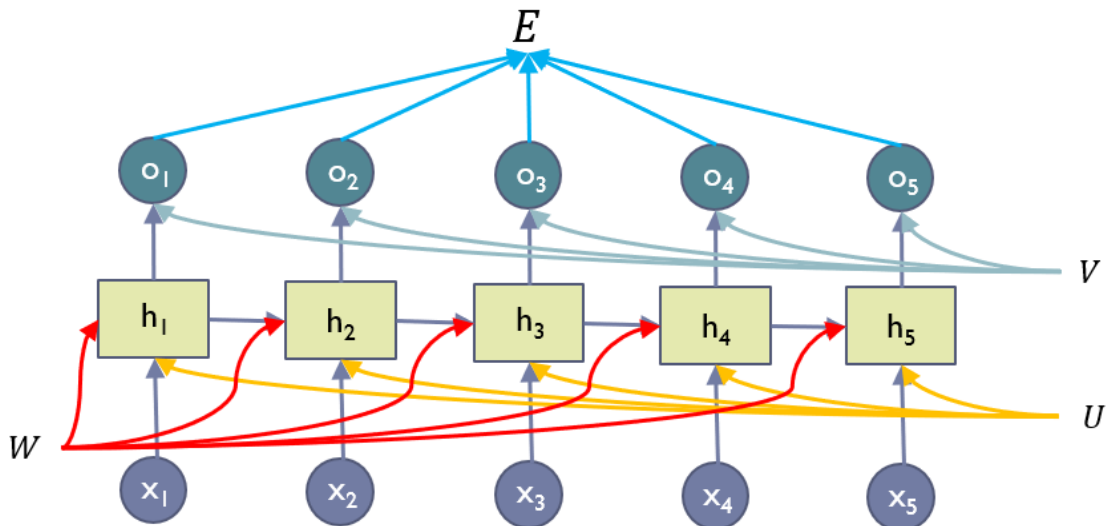 E
o₁ o₂ o₃ o₄ o₅
V
h₁ h₂ h₃ h₄ h₅
U
W
x₁ x₂ x₃ x₄ x₅